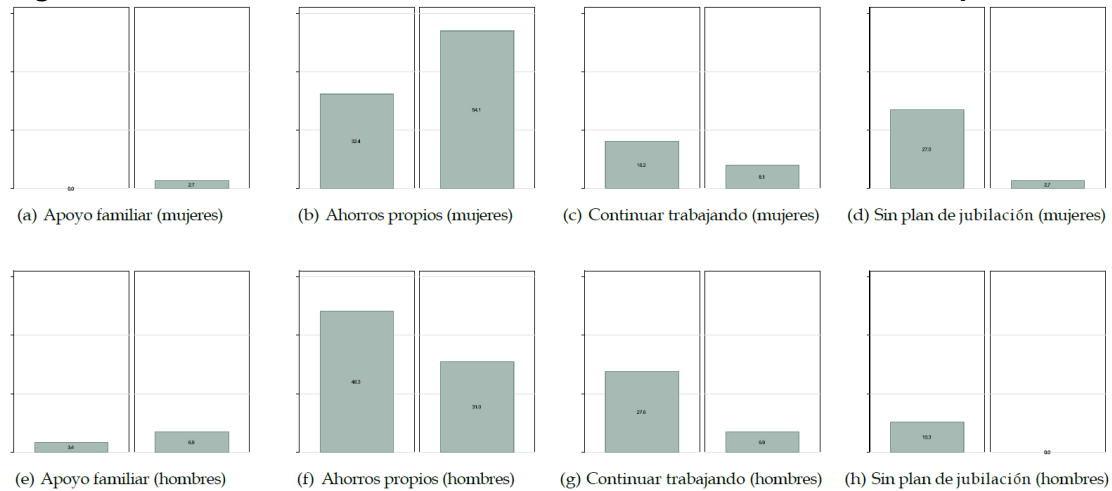 54.1
32.4
16.2
8.1
27.0
2.7
0.0
2.7
(a) Apoyo familiar (mujeres)
(b) Ahorros propios (mujeres)
(c) Continuar trabajando (mujeres)
(d) Sin plan de jubilación (mujeres)
48.3
31.0
27.6
6.9
10.3
0.0
3.4
6.9
(e) Apoyo familiar (hombres)
(f) Ahorros propios (hombres)
(g) Continuar trabajando (hombres)
(h) Sin plan de jubilación (hombres)